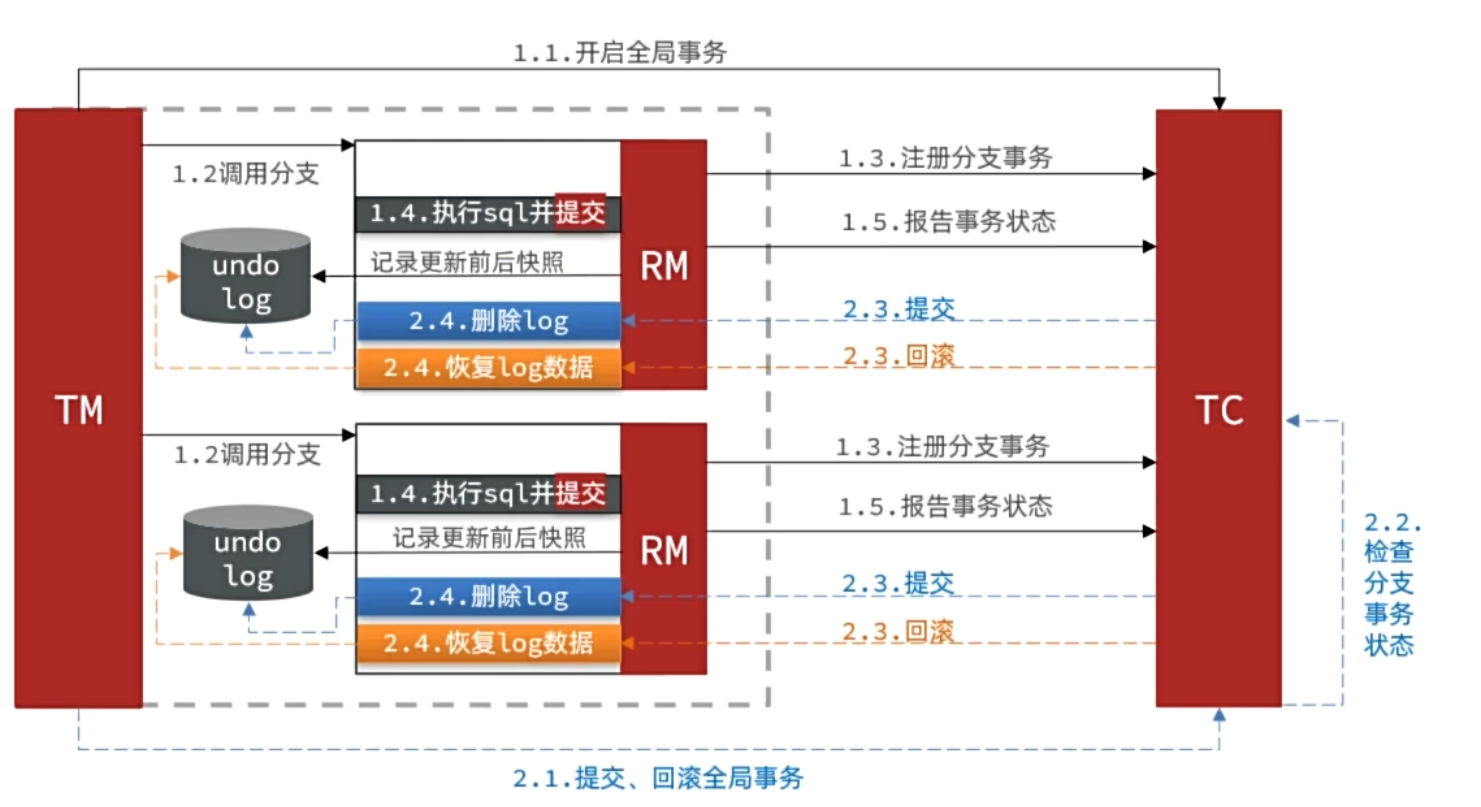 1.1.开启全局事务
TM
1.2调用分支
1.4.执行sql并提交
记录更新前后快照
undo
log
2.4.删除log
2.4.恢复log数据
RM
1.3.注册分支事务
1.5.报告事务状态
2.3.提交
2.3.回滚
1.2调用分支
1.4.执行sql并提交
记录更新前后快照
undo
log
2.4.删除log
2.4.恢复log数据
RM
1.3.注册分支事务
1.5.报告事务状态
2.3.提交
2.3.回滚
TC
2.2.
检查
分支
事务
状态
2.1.提交、回滚全局事务